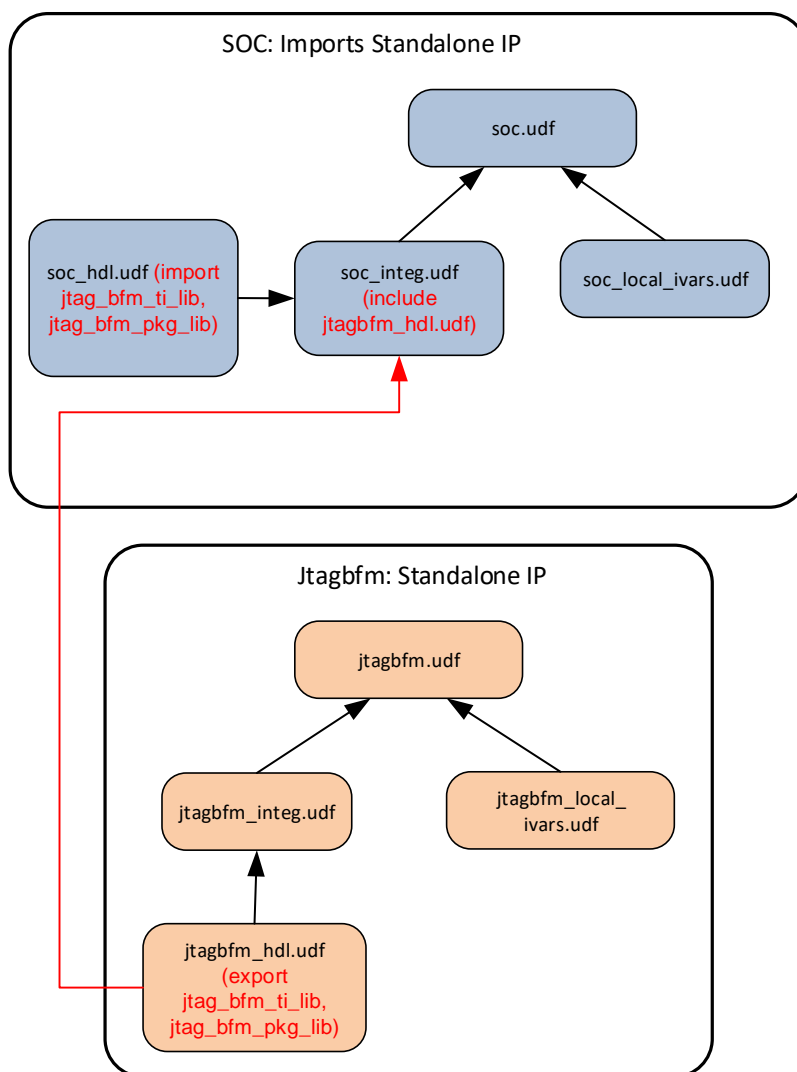 SOC: Imports Standalone IP
soc.udf
soc_hdl.udf (import
jtag_bfm_ti_lib,
jtag_bfm_pkg_lib)
soc_integ.udf
(include
jtagbfm_hdl.udf)
soc_local_ivars.udf
Jtagbfm: Standalone IP
jtagbfm.udf
jtagbfm_integ.udf
jtagbfm_local_
ivars.udf
jtagbfm_hdl.udf
(export
jtag_bfm_ti_lib,
jtag_bfm_pkg_lib)